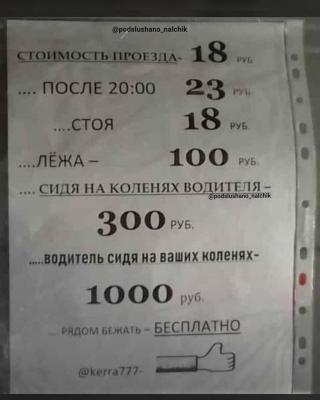 @podslushano_nalchik
СТОИМОСТЬ ПРОЕЗДА- 18 РУБ.
.... ПОСЛЕ 20:00 23 РУБ.
....СТОЯ 18 РУБ.
....ЛЁЖА – 100 РУБ.
.... СИДЯ НА КОЛЕНЯХ ВОДИТЕЛЯ –
@podslushano_nalchik
300 РУБ.
.....ВОДИТЕЛЬ СИДЯ НА ВАШИХ КОЛЕНЯХ-
1000 руб.
... РЯДОМ БЕЖАТЬ – БЕСПЛАТНО
@kerra777-